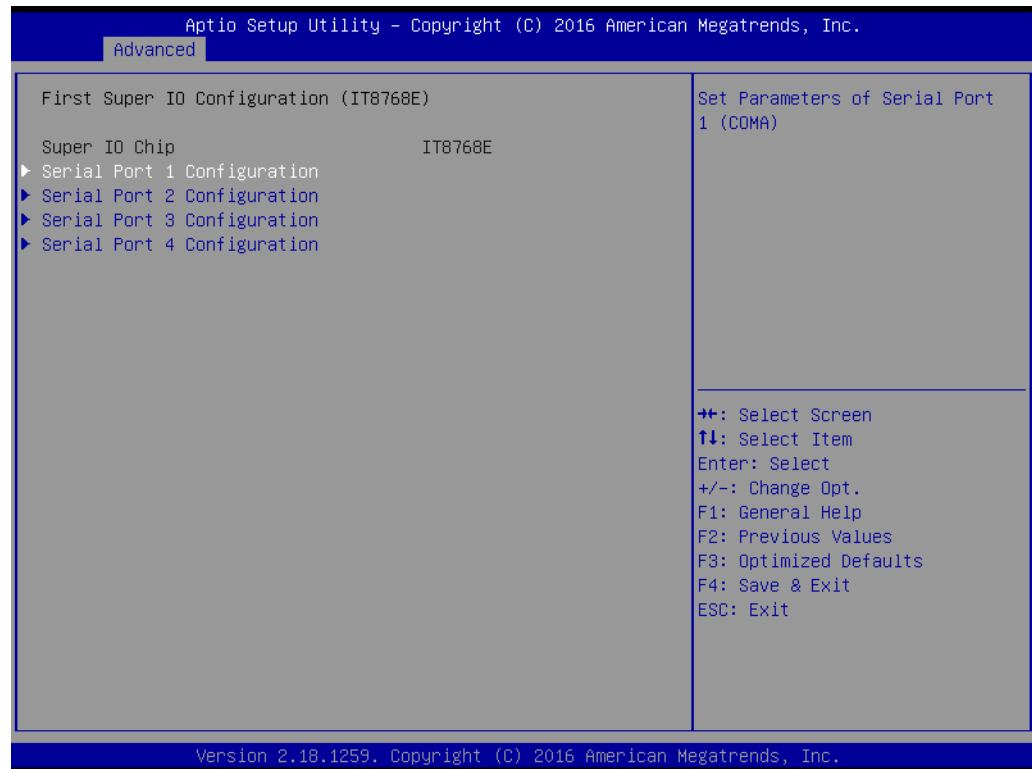 Aptio Setup Utility – Copyright (C) 2016 American Megatrends, Inc.
Advanced
First Super IO Configuration (IT8768E)
Super IO Chip IT8768E
Serial Port 1 Configuration
Serial Port 2 Configuration
Serial Port 3 Configuration
Serial Port 4 Configuration
Set Parameters of Serial Port
1 (COMA)
→←: Select Screen
↑↓: Select Item
Enter: Select
+/-: Change Opt.
F1: General Help
F2: Previous Values
F3: Optimized Defaults
F4: Save & Exit
ESC: Exit
Version 2.18.1259. Copyright (C) 2016 American Megatrends, Inc.